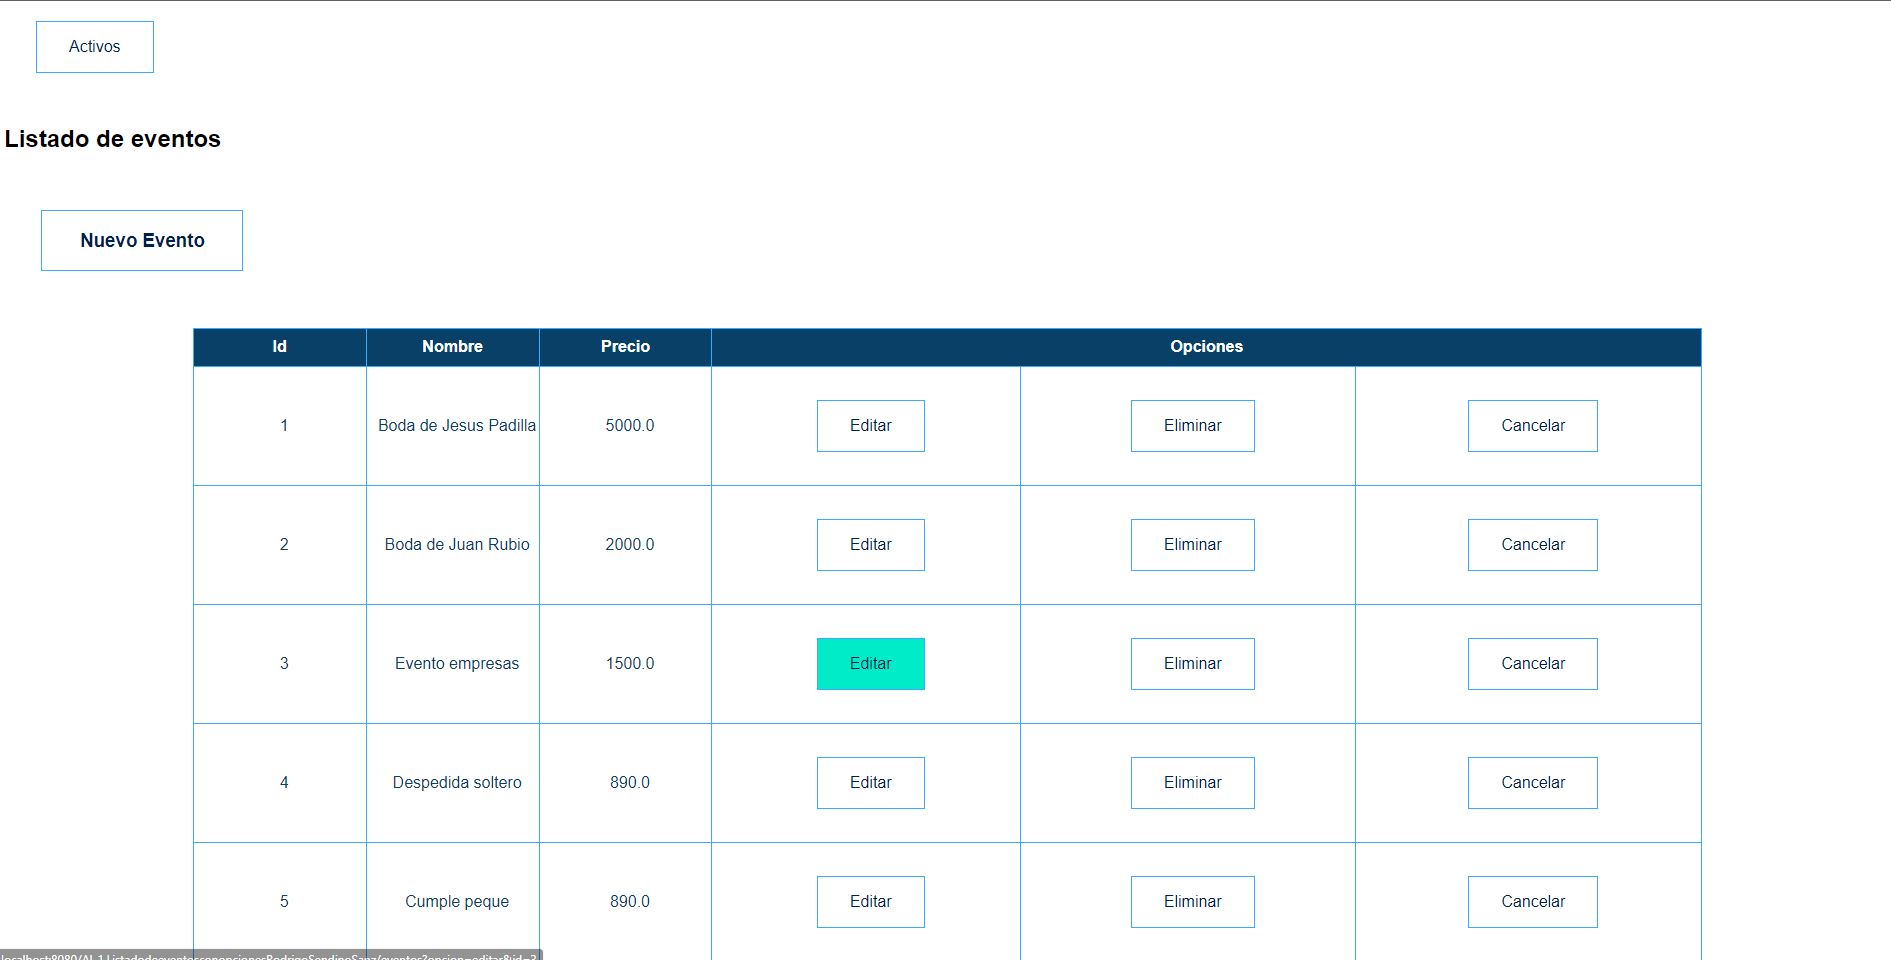 Activos
Listado de eventos
Nuevo Evento
Id Nombre Precio Opciones
1 Boda de Jesus Padilla 5000.0 Editar Eliminar Cancelar
2 Boda de Juan Rubio 2000.0 Editar Eliminar Cancelar
3 Evento empresas 1500.0 Editar Eliminar Cancelar
4 Despedida soltero 890.0 Editar Eliminar Cancelar
5 Cumple peque 890.0 Editar Eliminar Cancelar